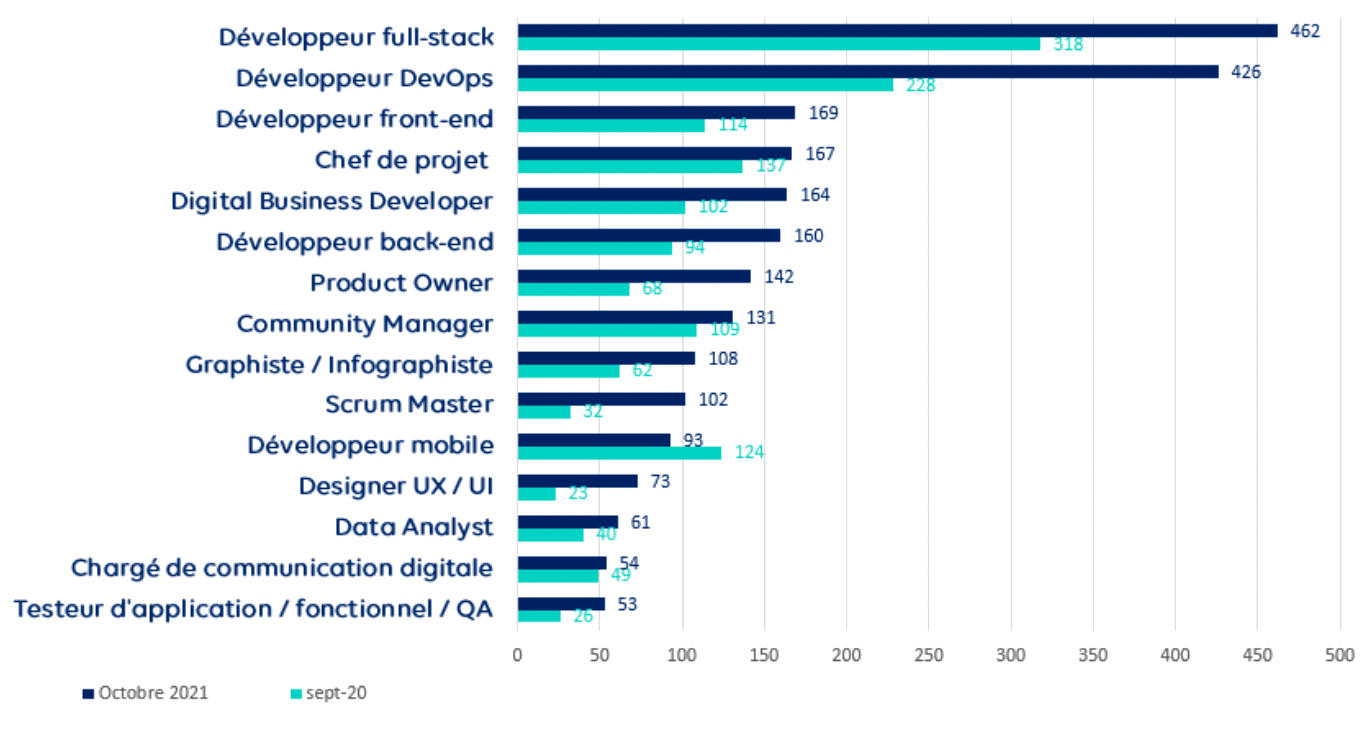 Développeur full-stack 462
318
Développeur DevOps 426
228
Développeur front-end 169
114
Chef de projet 167
137
Digital Business Developer 164
102
Développeur back-end 160
94
Product Owner 142
68
Community Manager 131
109
Graphiste / Infographiste 108
62
Scrum Master 102
32
Développeur mobile 93
124
Designer UX / UI 73
23
Data Analyst 61
40
Chargé de communication digitale 54
49
Testeur d'application / fonctionnel / QA 53
26
0 50 100 150 200 250 300 350 400 450 500
Octobre 2021 sept-20